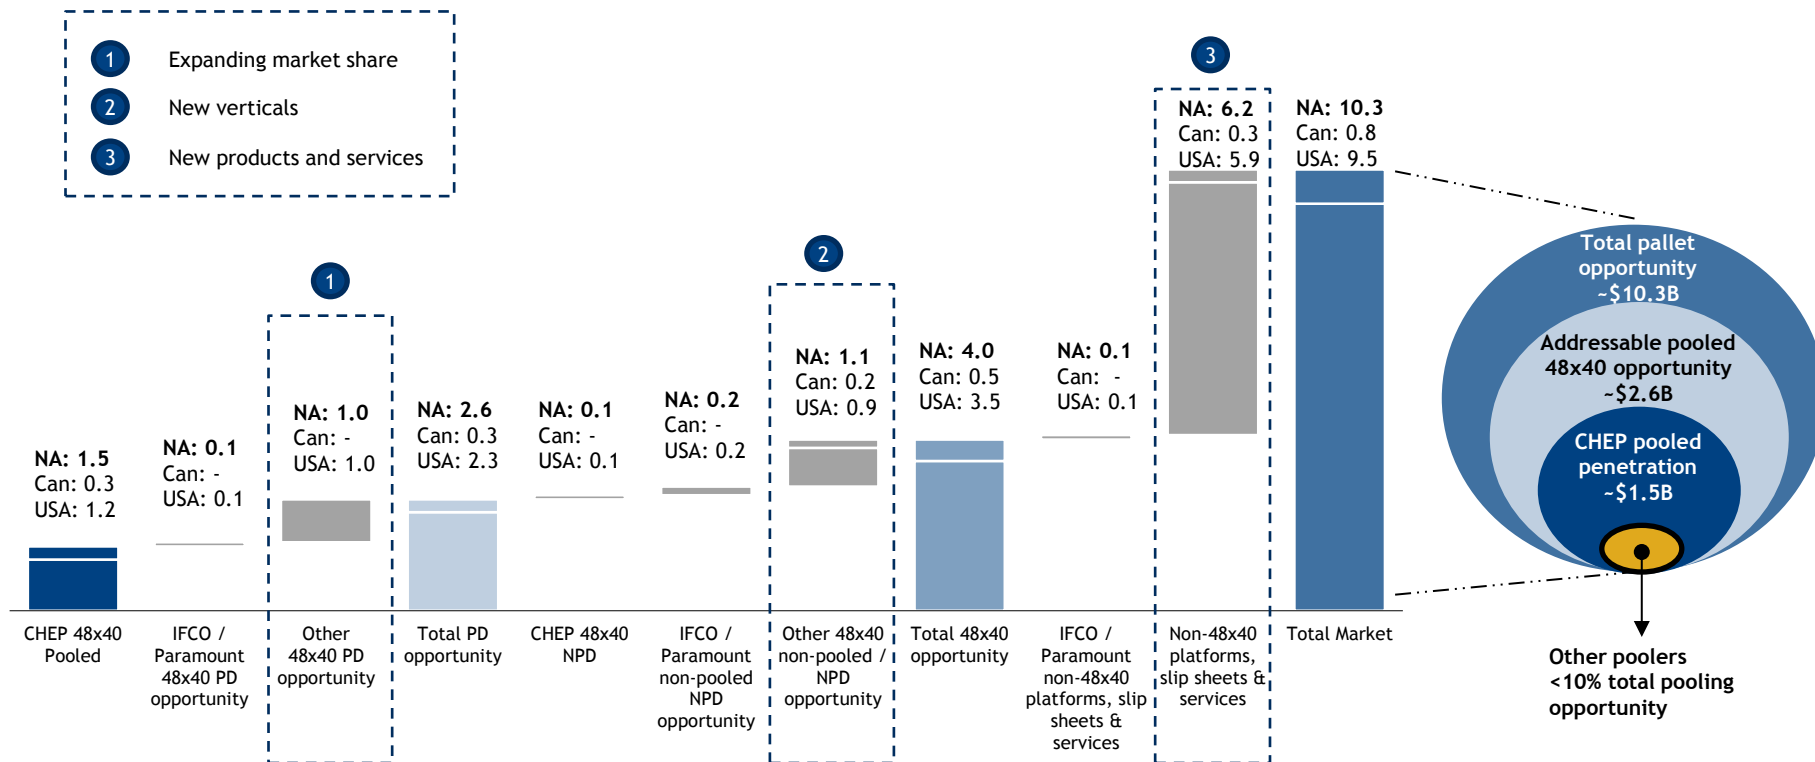 1 Expanding market share
2 New verticals
3 New products and services
1
2
3
NA: 1.5
Can: 0.3
USA: 1.2
NA: 0.1
Can: -
USA: 0.1
NA: 1.0
Can: -
USA: 1.0
NA: 2.6
Can: 0.3
USA: 2.3
NA: 0.1
Can: -
USA: 0.1
NA: 0.2
Can: -
USA: 0.2
NA: 1.1
Can: 0.2
USA: 0.9
NA: 4.0
Can: 0.5
USA: 3.5
NA: 0.1
Can: -
USA: 0.1
NA: 6.2
Can: 0.3
USA: 5.9
NA: 10.3
Can: 0.8
USA: 9.5
CHEP 48x40
Pooled
IFCO /
Paramount
48x40 PD
opportunity
Other
48x40 PD
opportunity
Total PD
opportunity
CHEP 48x40
NPD
IFCO /
Paramount
non-pooled
NPD
opportunity
Other 48x40
non-pooled /
NPD
opportunity
Total 48x40
opportunity
IFCO /
Paramount
non-48x40
platforms, slip
sheets &
services
Non-48x40
platforms,
slip sheets &
services
Total Market
Total pallet
opportunity
~$10.3B
Addressable pooled
48x40 opportunity
~$2.6B
CHEP pooled
penetration
~$1.5B
Other poolers
<10% total pooling
opportunity